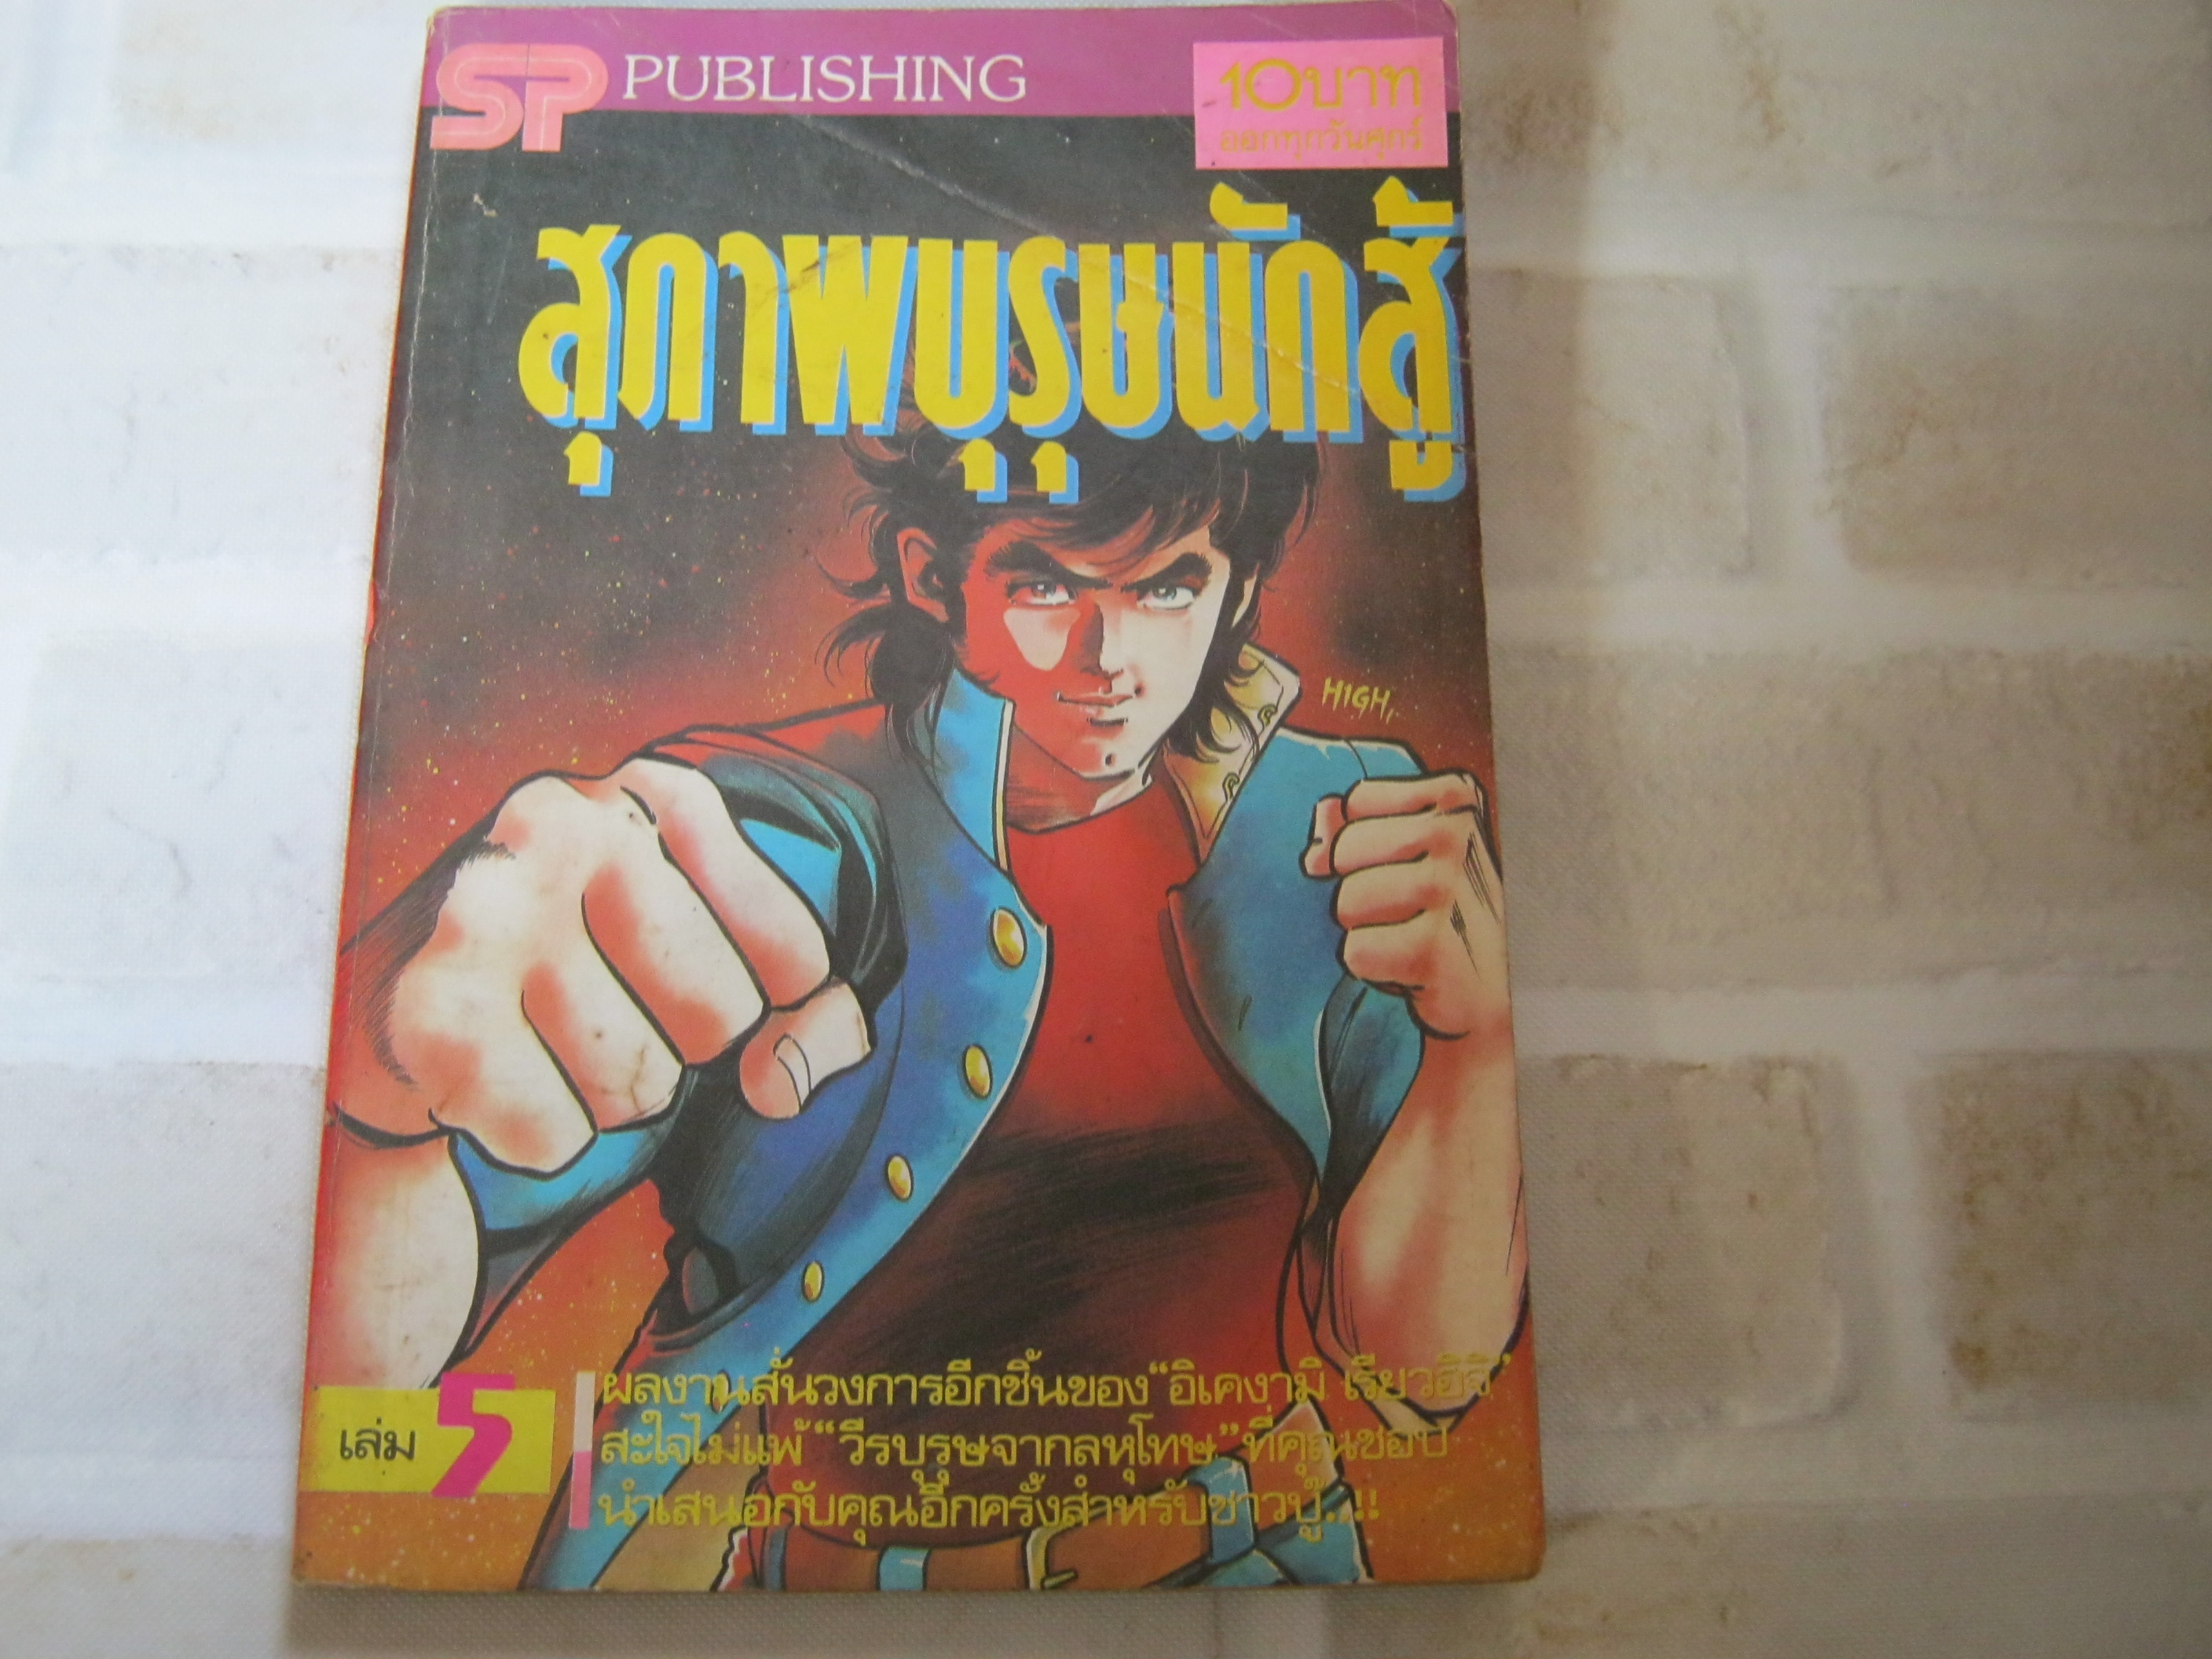 SP PUBLISHING
10บาท
ออกทุกวันศุกร์
สุภาพบุรุษนักสู้
HIGH,
เล่ม 5
ผลงานสั่นวงการอีกชิ้นของ“อิเคงามิ เรียวอิจิ”
สะใจไม่แพ้ “วีรบุรุษจากลหุโทษ” ที่คุณชอบ
นำเสนอกับคุณอีกครั้งสำหรับชาวบู๊..!!